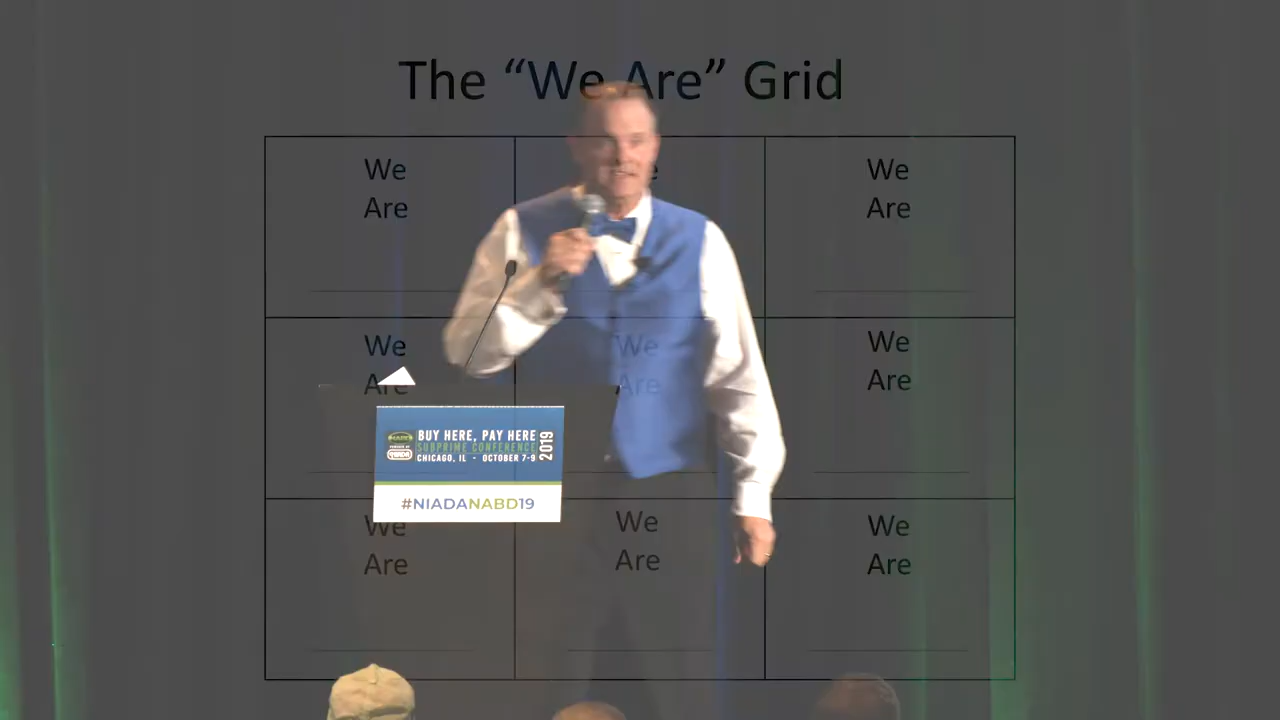 The “We Are” Grid
We
Are
We
Are
We
Are
We
Are
We
Are
BUY HERE, PAY HERE
SUBPRIME CONFERENCE
CHICAGO, IL - OCTOBER 7-9
2019
#NIADANABD19
We
Are
We
Are
We
Are